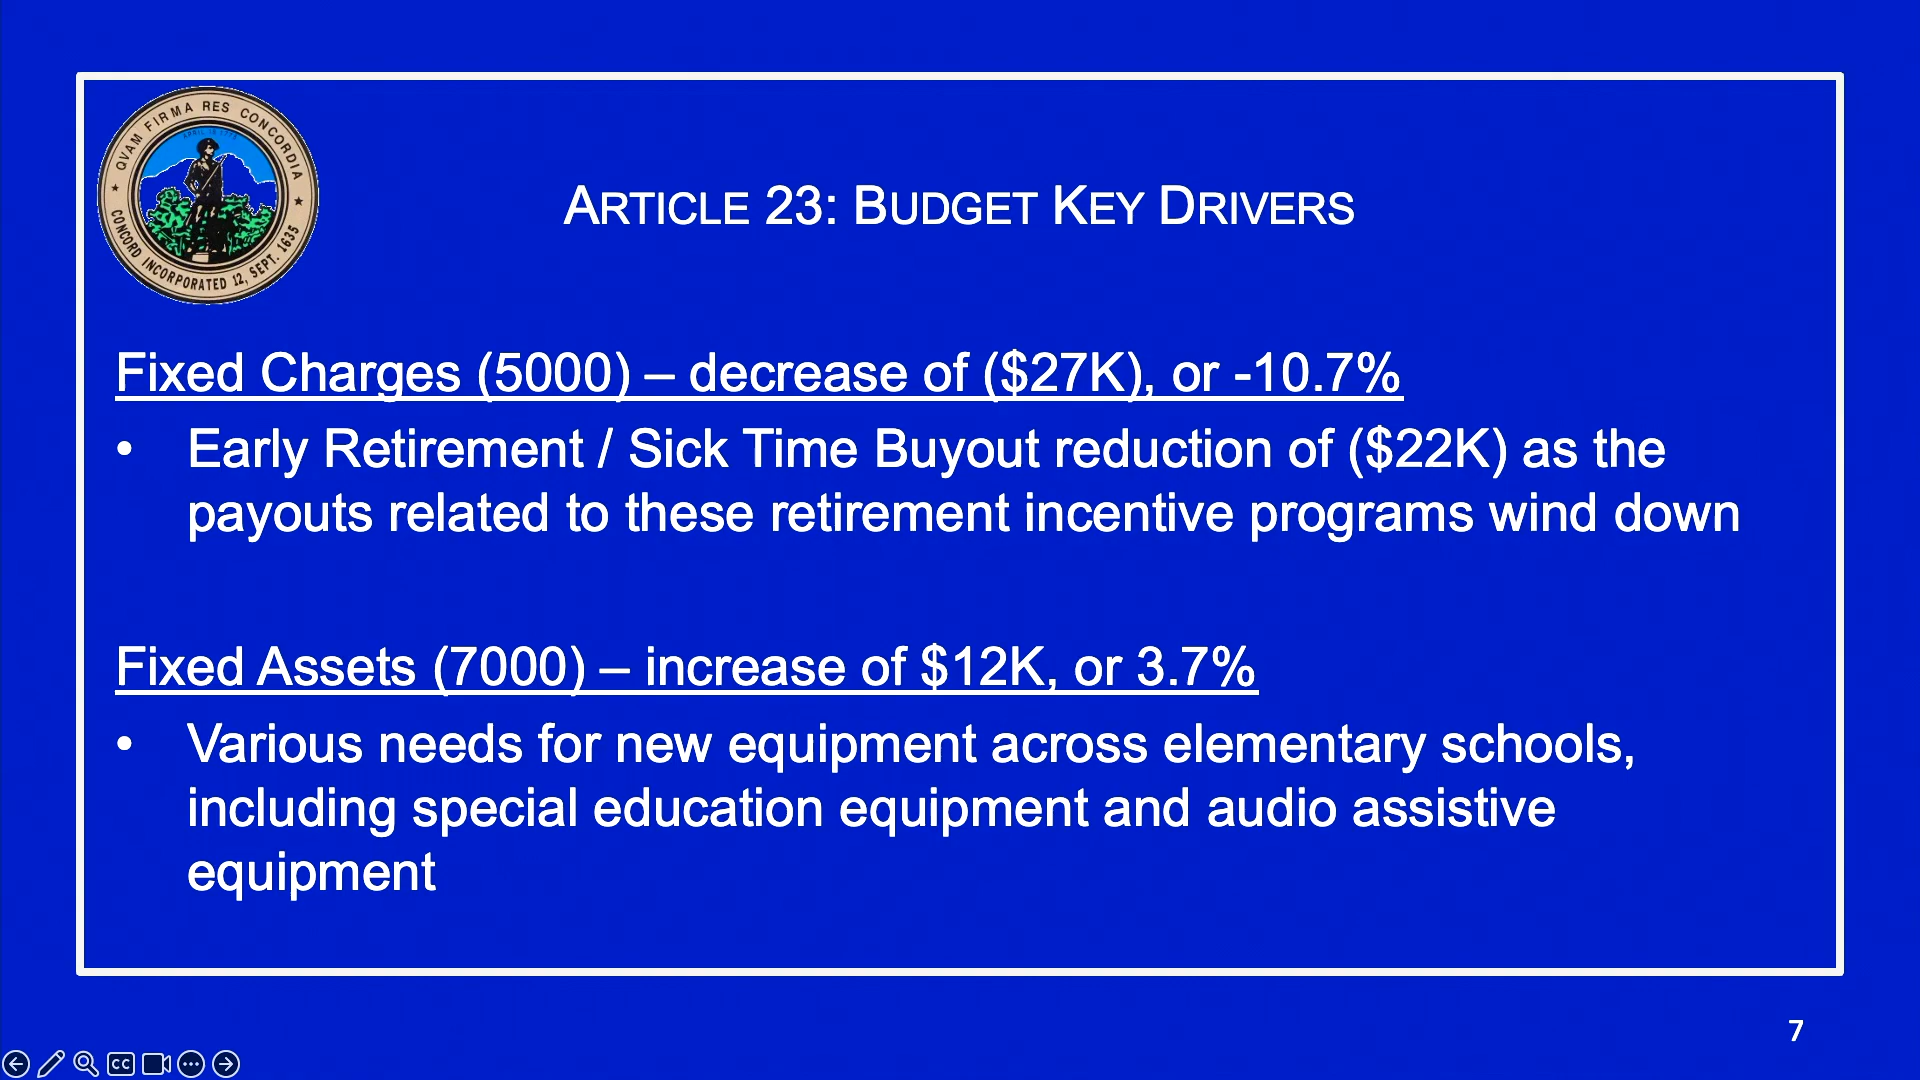 QVAM FIRMA RES CONCORDIA
CONCORD INCORPORATED 12, SEPT. 1635
ARTICLE 23: BUDGET KEY DRIVERS
Fixed Charges (5000) – decrease of ($27K), or -10.7%
• Early Retirement / Sick Time Buyout reduction of ($22K) as the
payouts related to these retirement incentive programs wind down
Fixed Assets (7000) – increase of $12K, or 3.7%
• Various needs for new equipment across elementary schools,
including special education equipment and audio assistive
equipment
7
CC